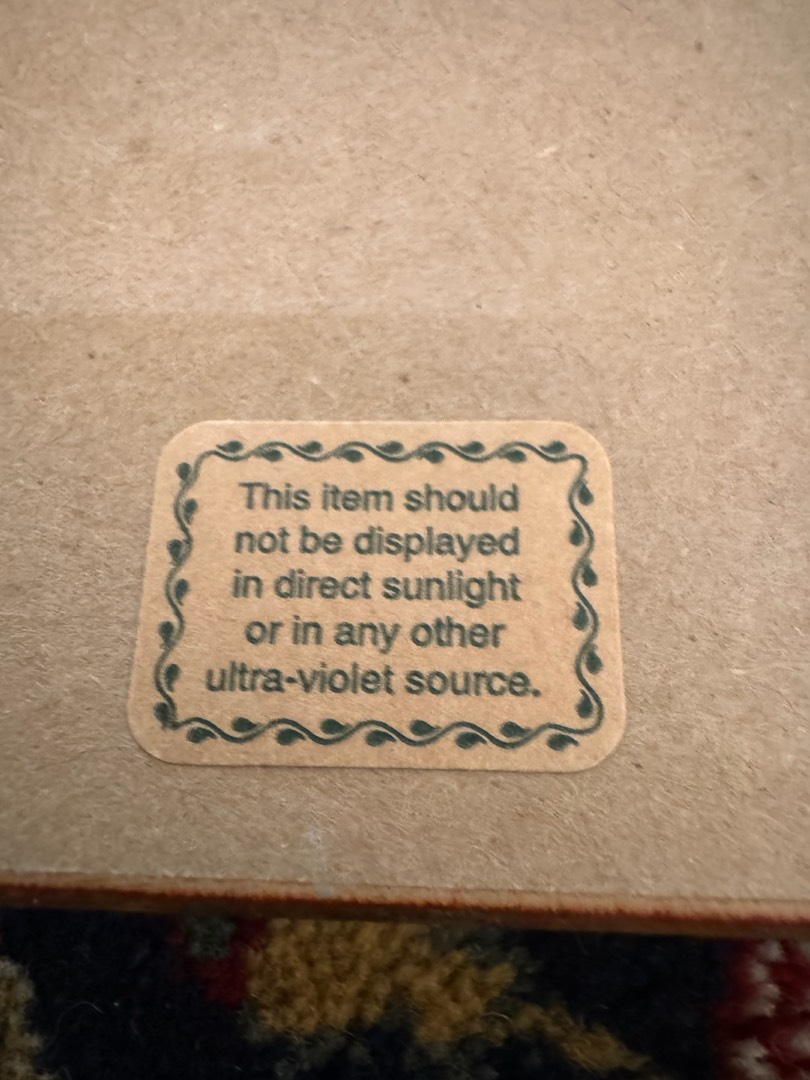 This item should
not be displayed
in direct sunlight
or in any other
ultra-violet source.